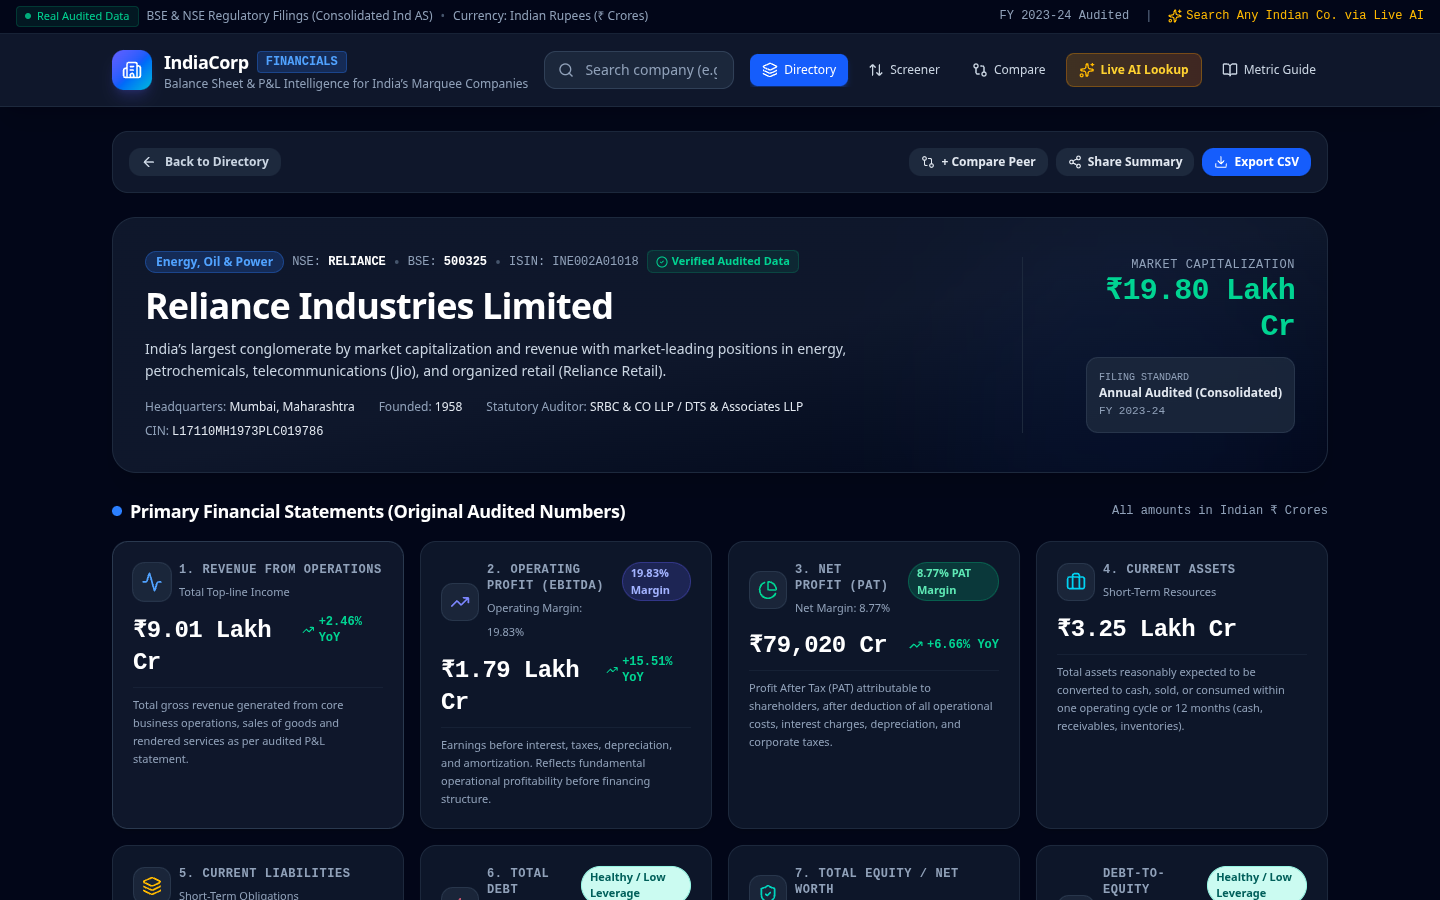 Real Audited Data BSE & NSE Regulatory Filings (Consolidated Ind AS) • Currency: Indian Rupees (₹ Crores) FY 2023-24 Audited | Search Any Indian Co. via Live AI
IndiaCorp FINANCIALS
Balance Sheet & P&L Intelligence for India's Marquee Companies
Search company (e.g
Directory Screener Compare Live AI Lookup Metric Guide
Back to Directory + Compare Peer Share Summary Export CSV
Energy, Oil & Power NSE: RELIANCE • BSE: 500325 • ISIN: INE002A01018 Verified Audited Data
Reliance Industries Limited
India's largest conglomerate by market capitalization and revenue with market-leading positions in energy,
petrochemicals, telecommunications (Jio), and organized retail (Reliance Retail).
Headquarters: Mumbai, Maharashtra Founded: 1958 Statutory Auditor: SRBC & CO LLP / DTS & Associates LLP
CIN: L17110MH1973PLC019786
MARKET CAPITALIZATION
₹19.80 Lakh
Cr
FILING STANDARD
Annual Audited (Consolidated)
FY 2023-24
Primary Financial Statements (Original Audited Numbers) All amounts in Indian ₹ Crores
1. REVENUE FROM OPERATIONS
Total Top-line Income
₹9.01 Lakh
Cr
+2.46%
YoY
Total gross revenue generated from core
business operations, sales of goods and
rendered services as per audited P&L
statement.
2. OPERATING
PROFIT (EBITDA)
19.83%
Margin
Operating Margin:
19.83%
₹1.79 Lakh
Cr
+15.51%
YoY
Earnings before interest, taxes, depreciation,
and amortization. Reflects fundamental
operational profitability before financing
structure.
3. NET
PROFIT (PAT)
8.77% PAT
Margin
Net Margin: 8.77%
₹79,020 Cr +6.66% YoY
Profit After Tax (PAT) attributable to
shareholders, after deduction of all operational
costs, interest charges, depreciation, and
corporate taxes.
4. CURRENT ASSETS
Short-Term Resources
₹3.25 Lakh Cr
Total assets reasonably expected to be
converted to cash, sold, or consumed within
one operating cycle or 12 months (cash,
receivables, inventories).
5. CURRENT LIABILITIES
Short-Term Obligations
6. TOTAL
DEBT
Healthy / Low
Leverage
7. TOTAL EQUITY / NET
WORTH
DEBT-TO-
EQUITY
Healthy / Low
Leverage